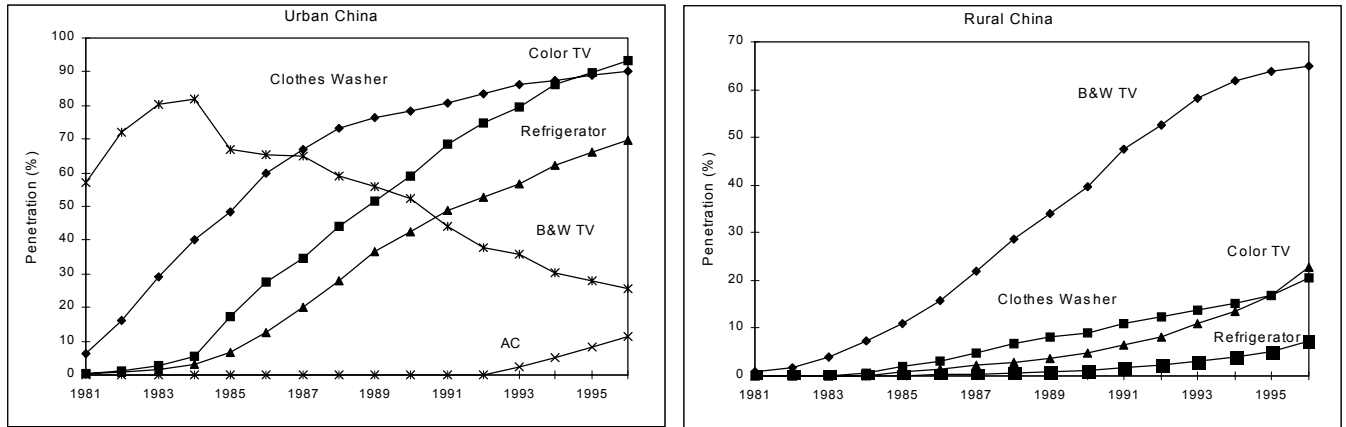 Urban China
Penetration (%)
100
90
80
70
60
50
40
30
20
10
0
Color TV
Clothes Washer
Refrigerator
B&W TV
AC
1981 1983 1985 1987 1989 1991 1993 1995
Rural China
Penetration (%)
70
60
50
40
30
20
10
0
B&W TV
Color TV
Clothes Washer
Refrigerator
1981 1983 1985 1987 1989 1991 1993 1995